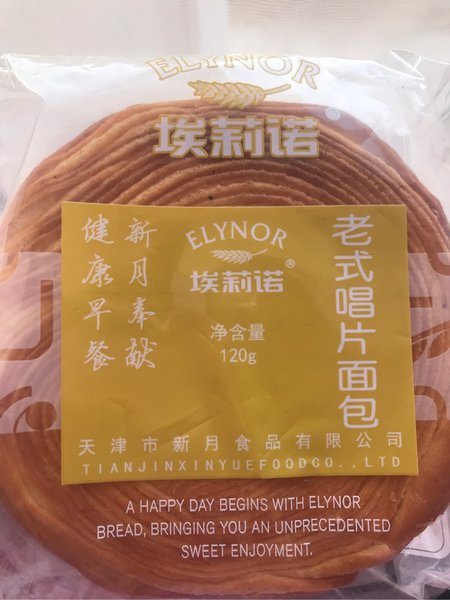 ELYNOR
埃莉诺
ELYNOR
埃莉诺®
净含量
120g
老式唱片面包
新月奉献
健康早餐
天津市新月食品有限公司
TIANJINXINYUEFOODCO.,LTD
A HAPPY DAY BEGINS WITH ELYNOR
BREAD, BRINGING YOU AN UNPRECEDENTED
SWEET ENJOYMENT.